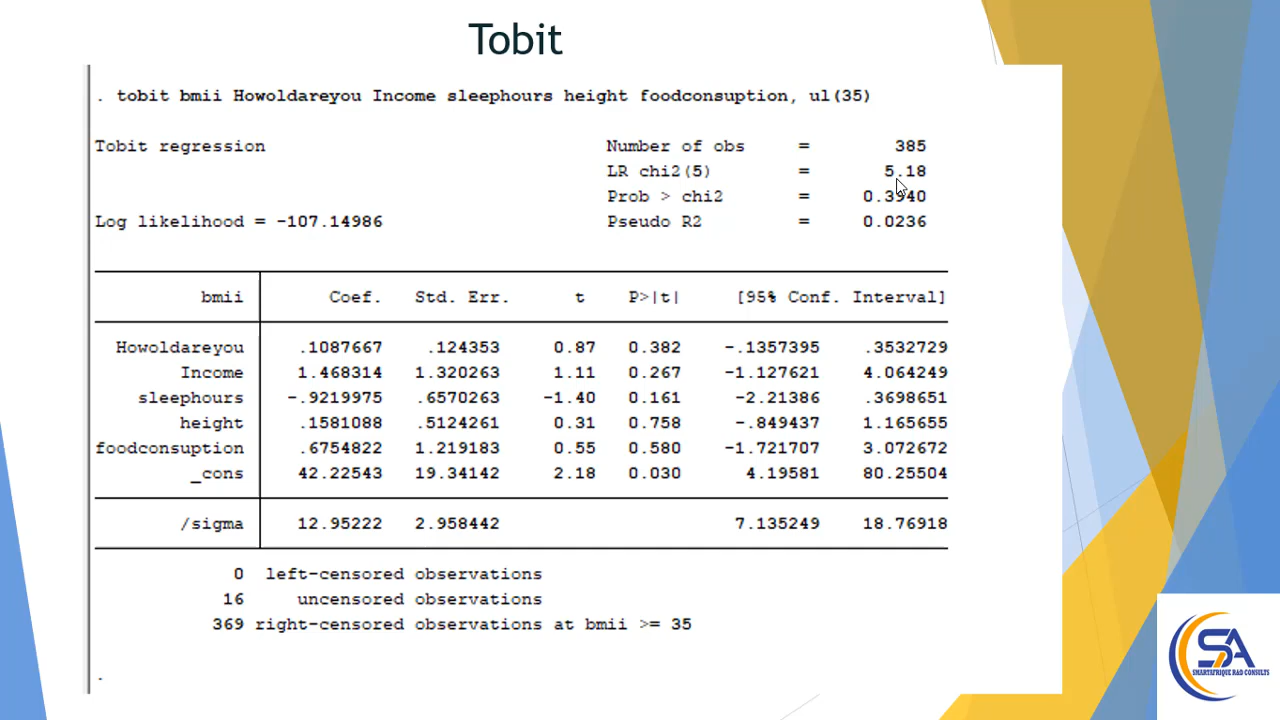 Tobit
. tobit bmii Howoldareyou Income sleephours height foodconsuption, ul(35)
Tobit regression Number of obs = 385
LR chi2(5) = 5.18
Prob > chi2 = 0.3940
Log likelihood = -107.14986 Pseudo R2 = 0.0236
bmii Coef. Std. Err. t P>|t| [95% Conf. Interval]
Howoldareyou .1087667 .124353 0.87 0.382 -.1357395 .3532729
Income 1.468314 1.320263 1.11 0.267 -1.127621 4.064249
sleephours -.9219975 .6570263 -1.40 0.161 -2.21386 .3698651
height .1581088 .5124261 0.31 0.758 -.849437 1.165655
foodconsuption .6754822 1.219183 0.55 0.580 -1.721707 3.072672
_cons 42.22543 19.34142 2.18 0.030 4.19581 80.25504
/sigma 12.95222 2.958442 7.135249 18.76918
0 left-censored observations
16 uncensored observations
369 right-censored observations at bmii >= 35
.
SA
SMARTAFRIQUE R&D CONSULTS